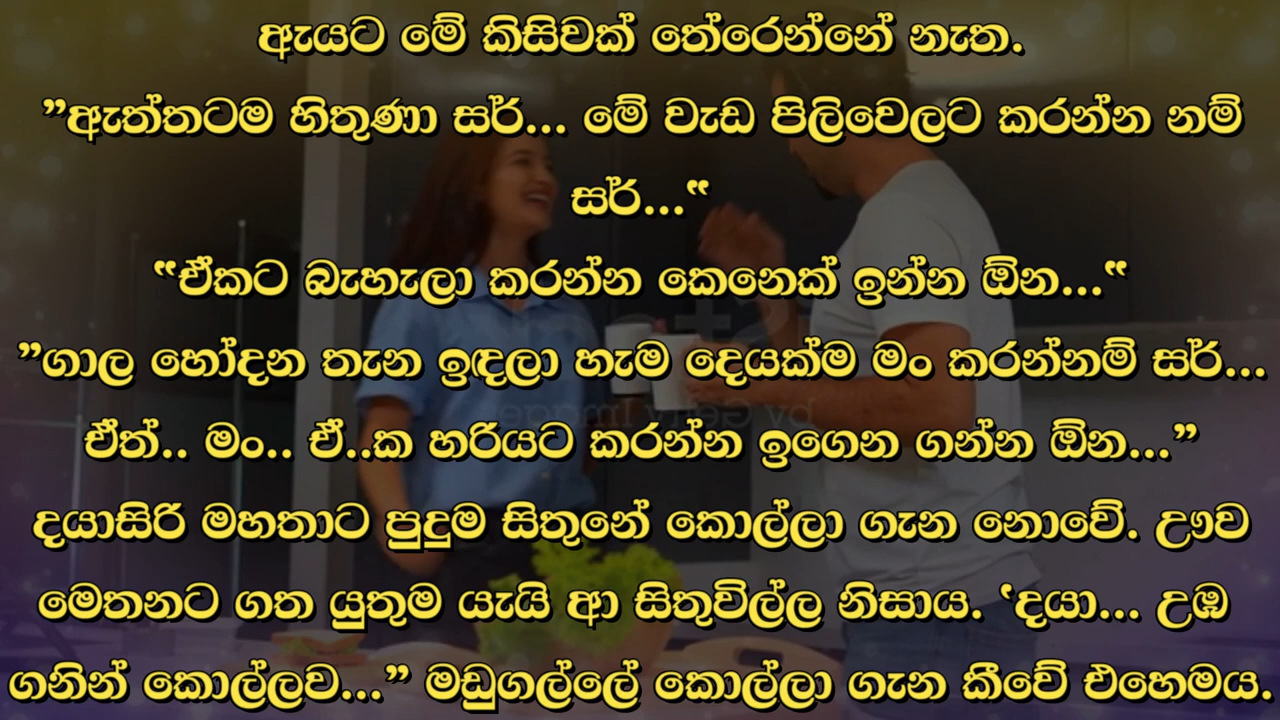 ඇයට මේ කිසිවක් තේරෙන්නේ නැත.
”ඇත්තටම හිතුණා සර්... මේ වැඩ පිලිවෙලට කරන්න නම්
සර්...“
“ඒකට බැහැලා කරන්න කෙනෙක් ඉන්න ඕන...“
”ගාල හෝදන තැන ඉඳලා හැම දෙයක්ම මං කරන්නම් සර්...
ඒත්.. මං.. ඒ..ක හරියට කරන්න ඉගෙන ගන්න ඕන...”
දයාසිරි මහතාට පුදුම සිතුනේ කොල්ලා ගැන නොවේ. ඌව
මෙතනට ගත යුතුම යැයි ආ සිතුවිල්ල නිසාය. ‘දයා... උඹ
ගනින් කොල්ලව...” මඩුගල්ලේ කොල්ලා ගැන කීවේ එහෙමය.